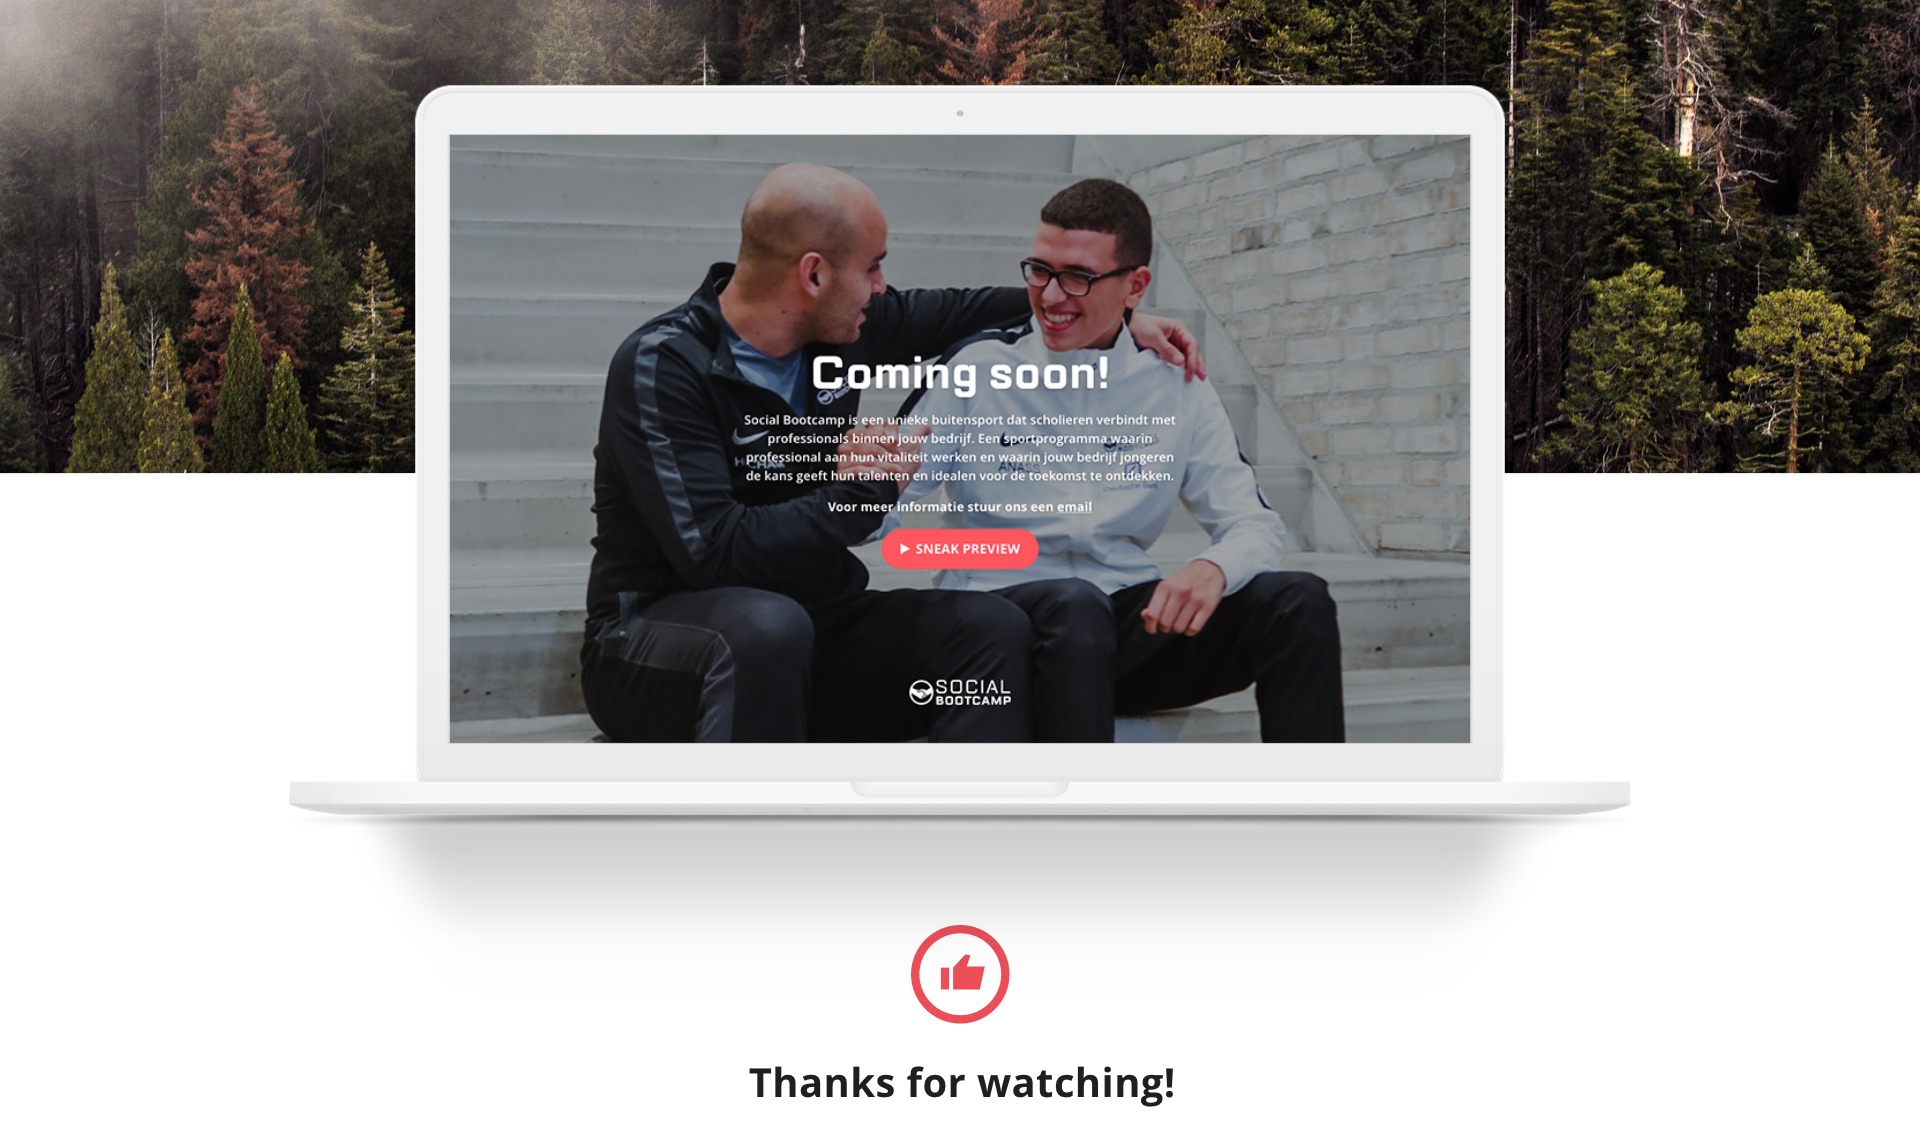 Coming soon!
Social Bootcamp is een unieke buitensport dat scholieren verbindt met
professionals binnen jouw bedrijf. Een sportprogramma waarin
professional aan hun vitaliteit werken en waarin jouw bedrijf jongeren
de kans geeft hun talenten en idealen voor de toekomst te ontdekken.
ANASS
Voor meer informatie stuur ons een email
SNEAK PREVIEW
SOCIAL
BOOTCAMP
Thanks for watching!